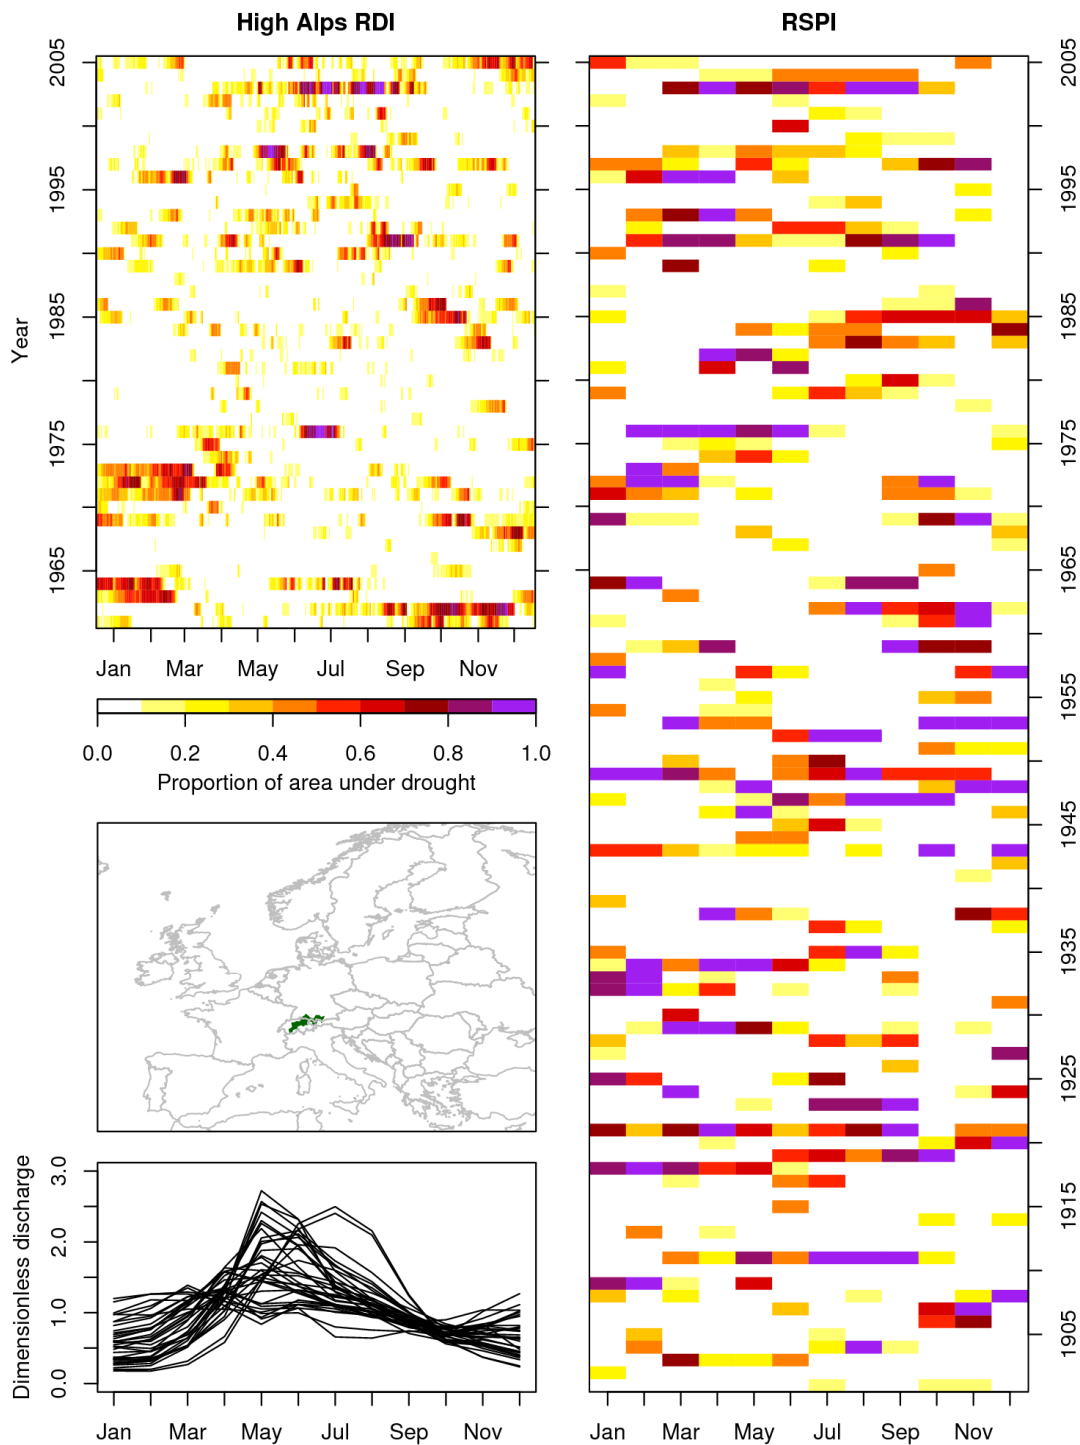 High Alps RDI
RSPI
Year
2005
1995
1985
1975
1965
Jan Mar May Jul Sep Nov
0.0 0.2 0.4 0.6 0.8 1.0
Proportion of area under drought
Dimensionless discharge
3.0
2.0
1.0
0.0
Jan Mar May Jul Sep Nov
2005
1995
1985
1975
1965
1955
1945
1935
1925
1915
1905
Jan Mar May Jul Sep Nov